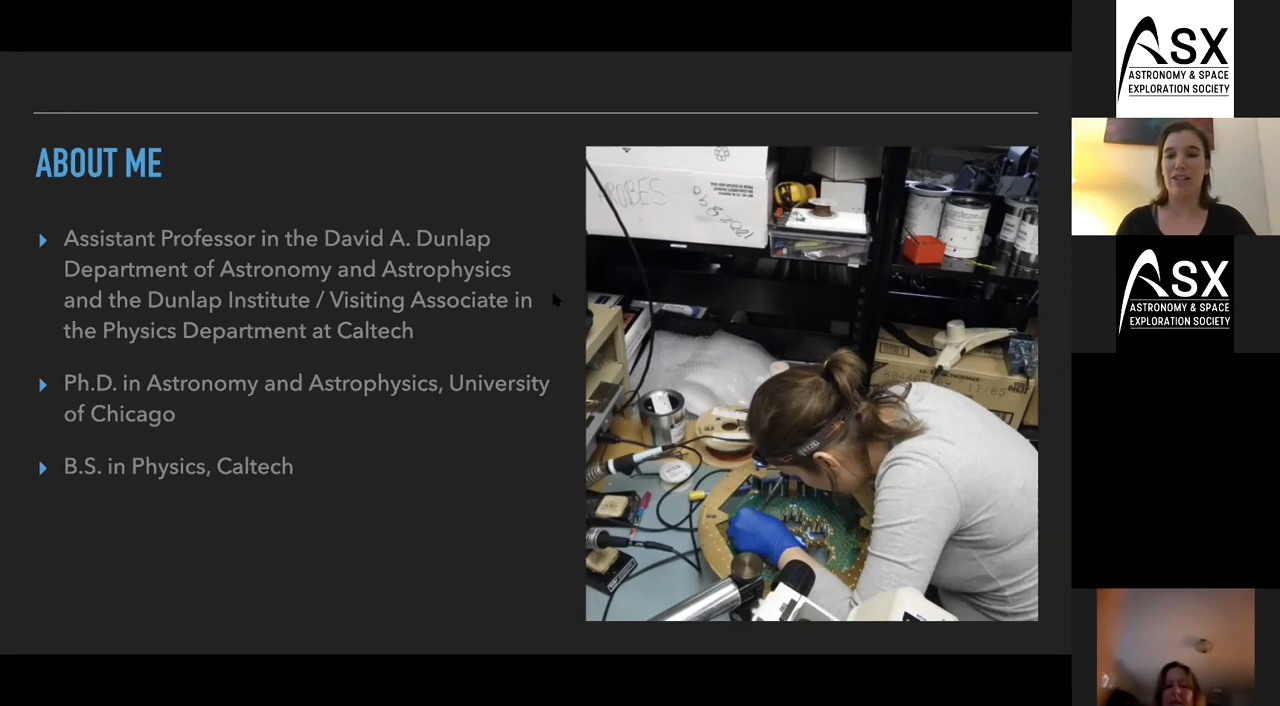 ABOUT ME
Assistant Professor in the David A. Dunlap
Department of Astronomy and Astrophysics
and the Dunlap Institute / Visiting Associate in
the Physics Department at Caltech
Ph.D. in Astronomy and Astrophysics, University
of Chicago
B.S. in Physics, Caltech
PROBES
ASX
ASTRONOMY & SPACE
EXPLORATION SOCIETY
ASX
ASTRONOMY & SPACE
EXPLORATION SOCIETY